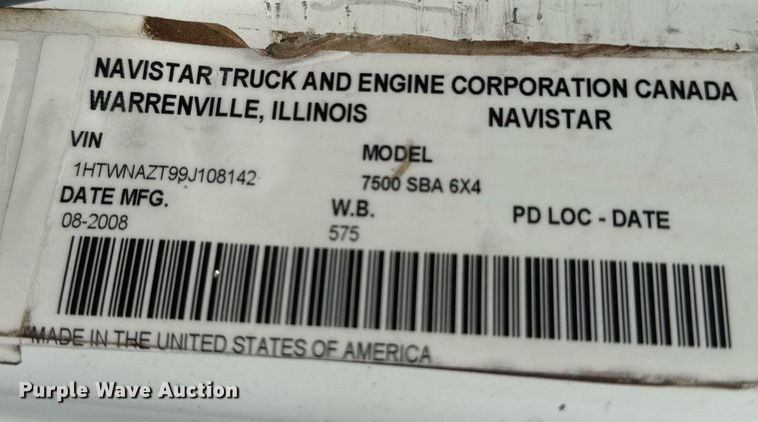 NAVISTAR TRUCK AND ENGINE CORPORATION CANADA
WARRENVILLE, ILLINOIS NAVISTAR
VIN MODEL
1HTWNAZT99J108142 7500 SBA 6X4
DATE MFG. W.B. PD LOC - DATE
08-2008 575
MADE IN THE UNITED STATES OF AMERICA
Purple Wave Auction